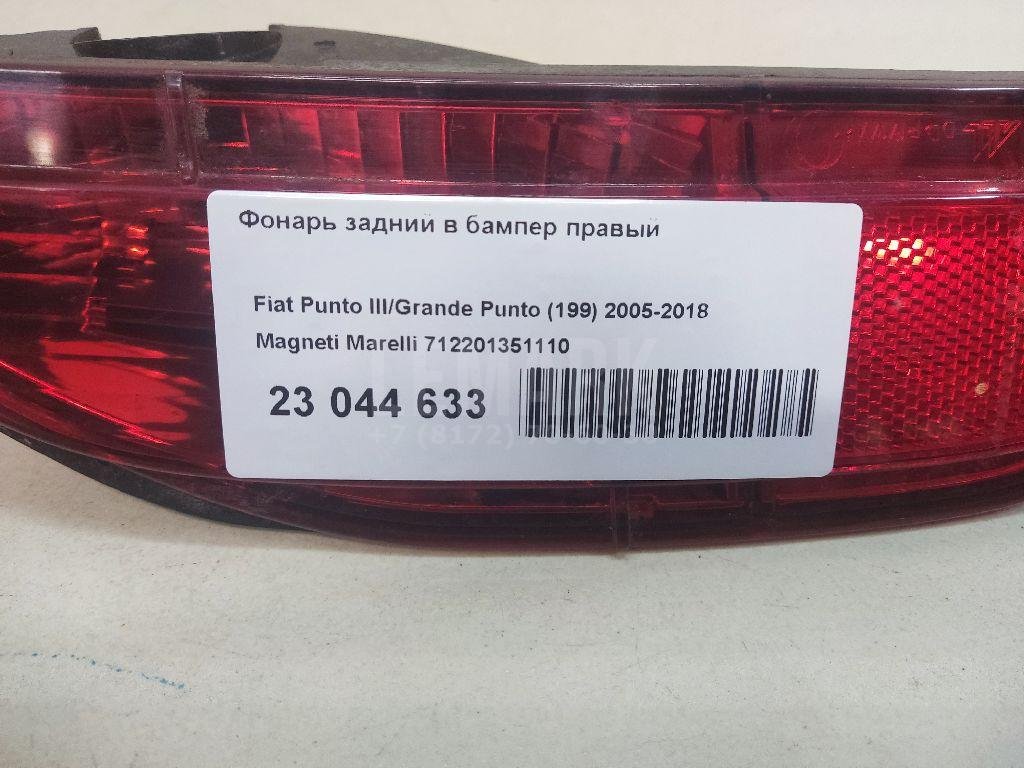 Фонарь задний в бампер правый
Fiat Punto III/Grande Punto (199) 2005-2018
Magneti Marelli 712201351110
23 044 633